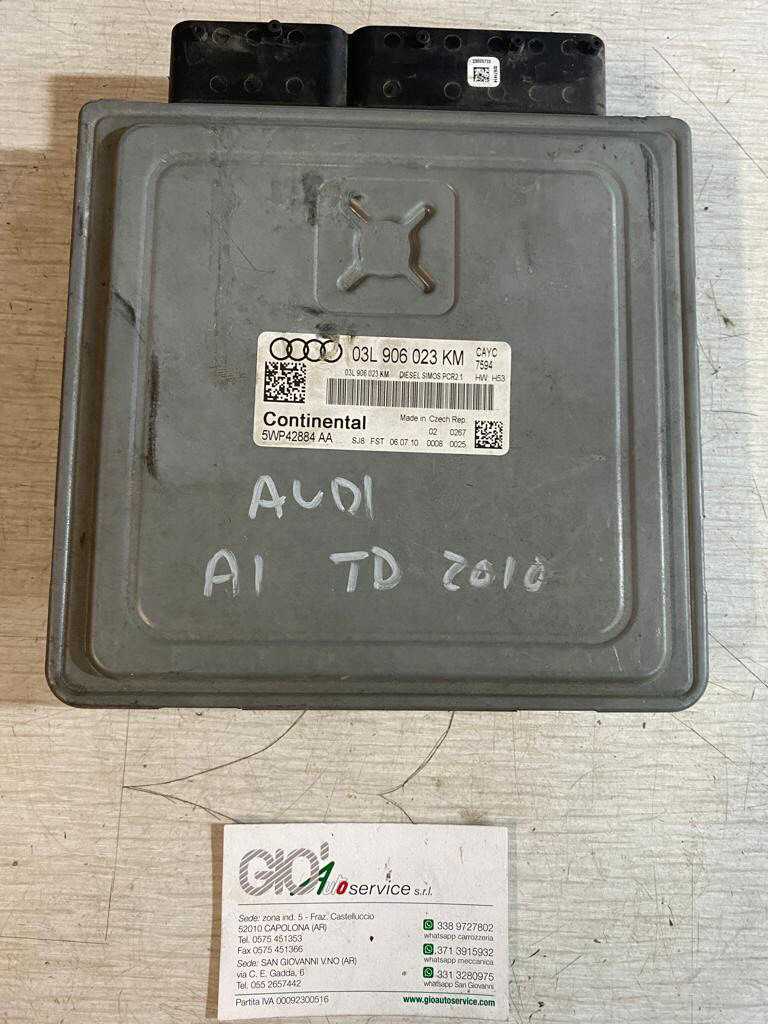 03L 906 023 KM
CAYC
7594
03L 906 023 KM DIESEL SIMOS PCR2.1 HW H53
Continental
Made in Czech Rep.
02 0267
5WP42884 AA SJ8 FST 06.07.10 0008 0025
AUDI
A1 TD 2010
GIO' Autoservice s.r.l.
Sede: zona ind. 5 - Fraz. Castelluccio
52010 CAPOLONA (AR)
Tel. 0575 451353
Fax 0575 451366
Sede: SAN GIOVANNI V.NO (AR)
via C. E. Gadda, 6
Tel. 055 2657442
Partita IVA 00092300516
338 9727802
whatsapp carrozzeria
371 3915932
whatsapp meccanica
331 3280975
whatsapp San Giovanni
www.gioautoservice.com